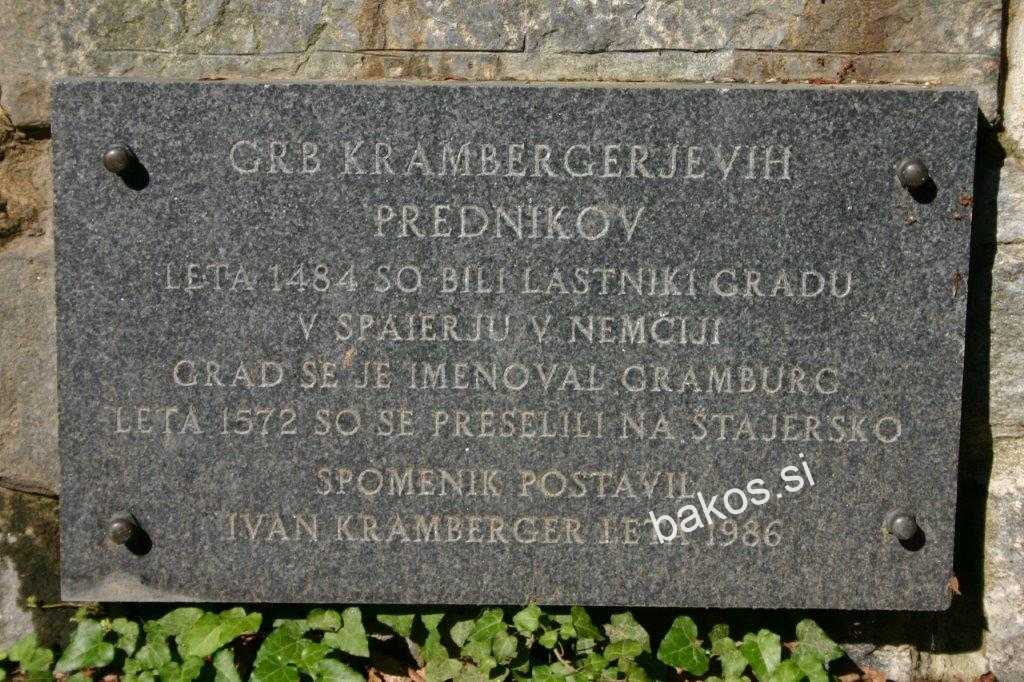 GRB KRAMBERGERJEVIH
PREDNIKOV
LETA 1484 SO BILI LASTNIKI GRADU
V SPAIERJU V NEMČIJI
GRAD SE JE IMENOVAL GRAMBURG
LETA 1572 SO SE PRESELILI NA ŠTAJERSKO
SPOMENIK POSTAVIL
IVAN KRAMBERGER LETA 1986
bakos.si